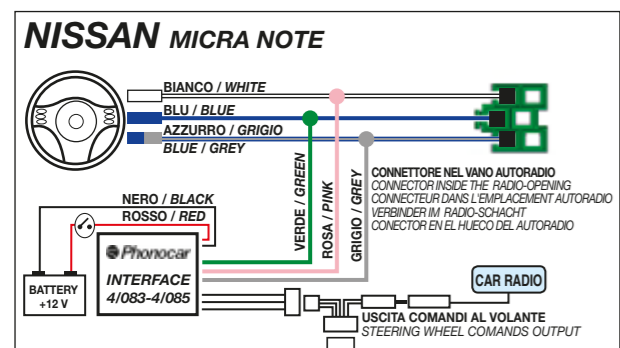 NISSAN MICRA NOTE
BIANCO / WHITE
BLU / BLUE
AZZURRO / GRIGIO
BLUE / GREY
VERDE / GREEN
ROSA / PINK
GRIGIO / GREY
CONNETTORE NEL VANO AUTORADIO
CONNECTOR INSIDE THE RADIO-OPENING
CONNECTEUR DANS L'EMPLACEMENT AUTORADIO
VERBINDER IM RADIO-SCHACHT
CONECTOR EN EL HUECO DEL AUTORADIO
NERO / BLACK
ROSSO / RED
Phonocar
INTERFACE
4/083-4/085
BATTERY
+12 V
CAR RADIO
USCITA COMANDI AL VOLANTE
STEERING WHEEL COMANDS OUTPUT